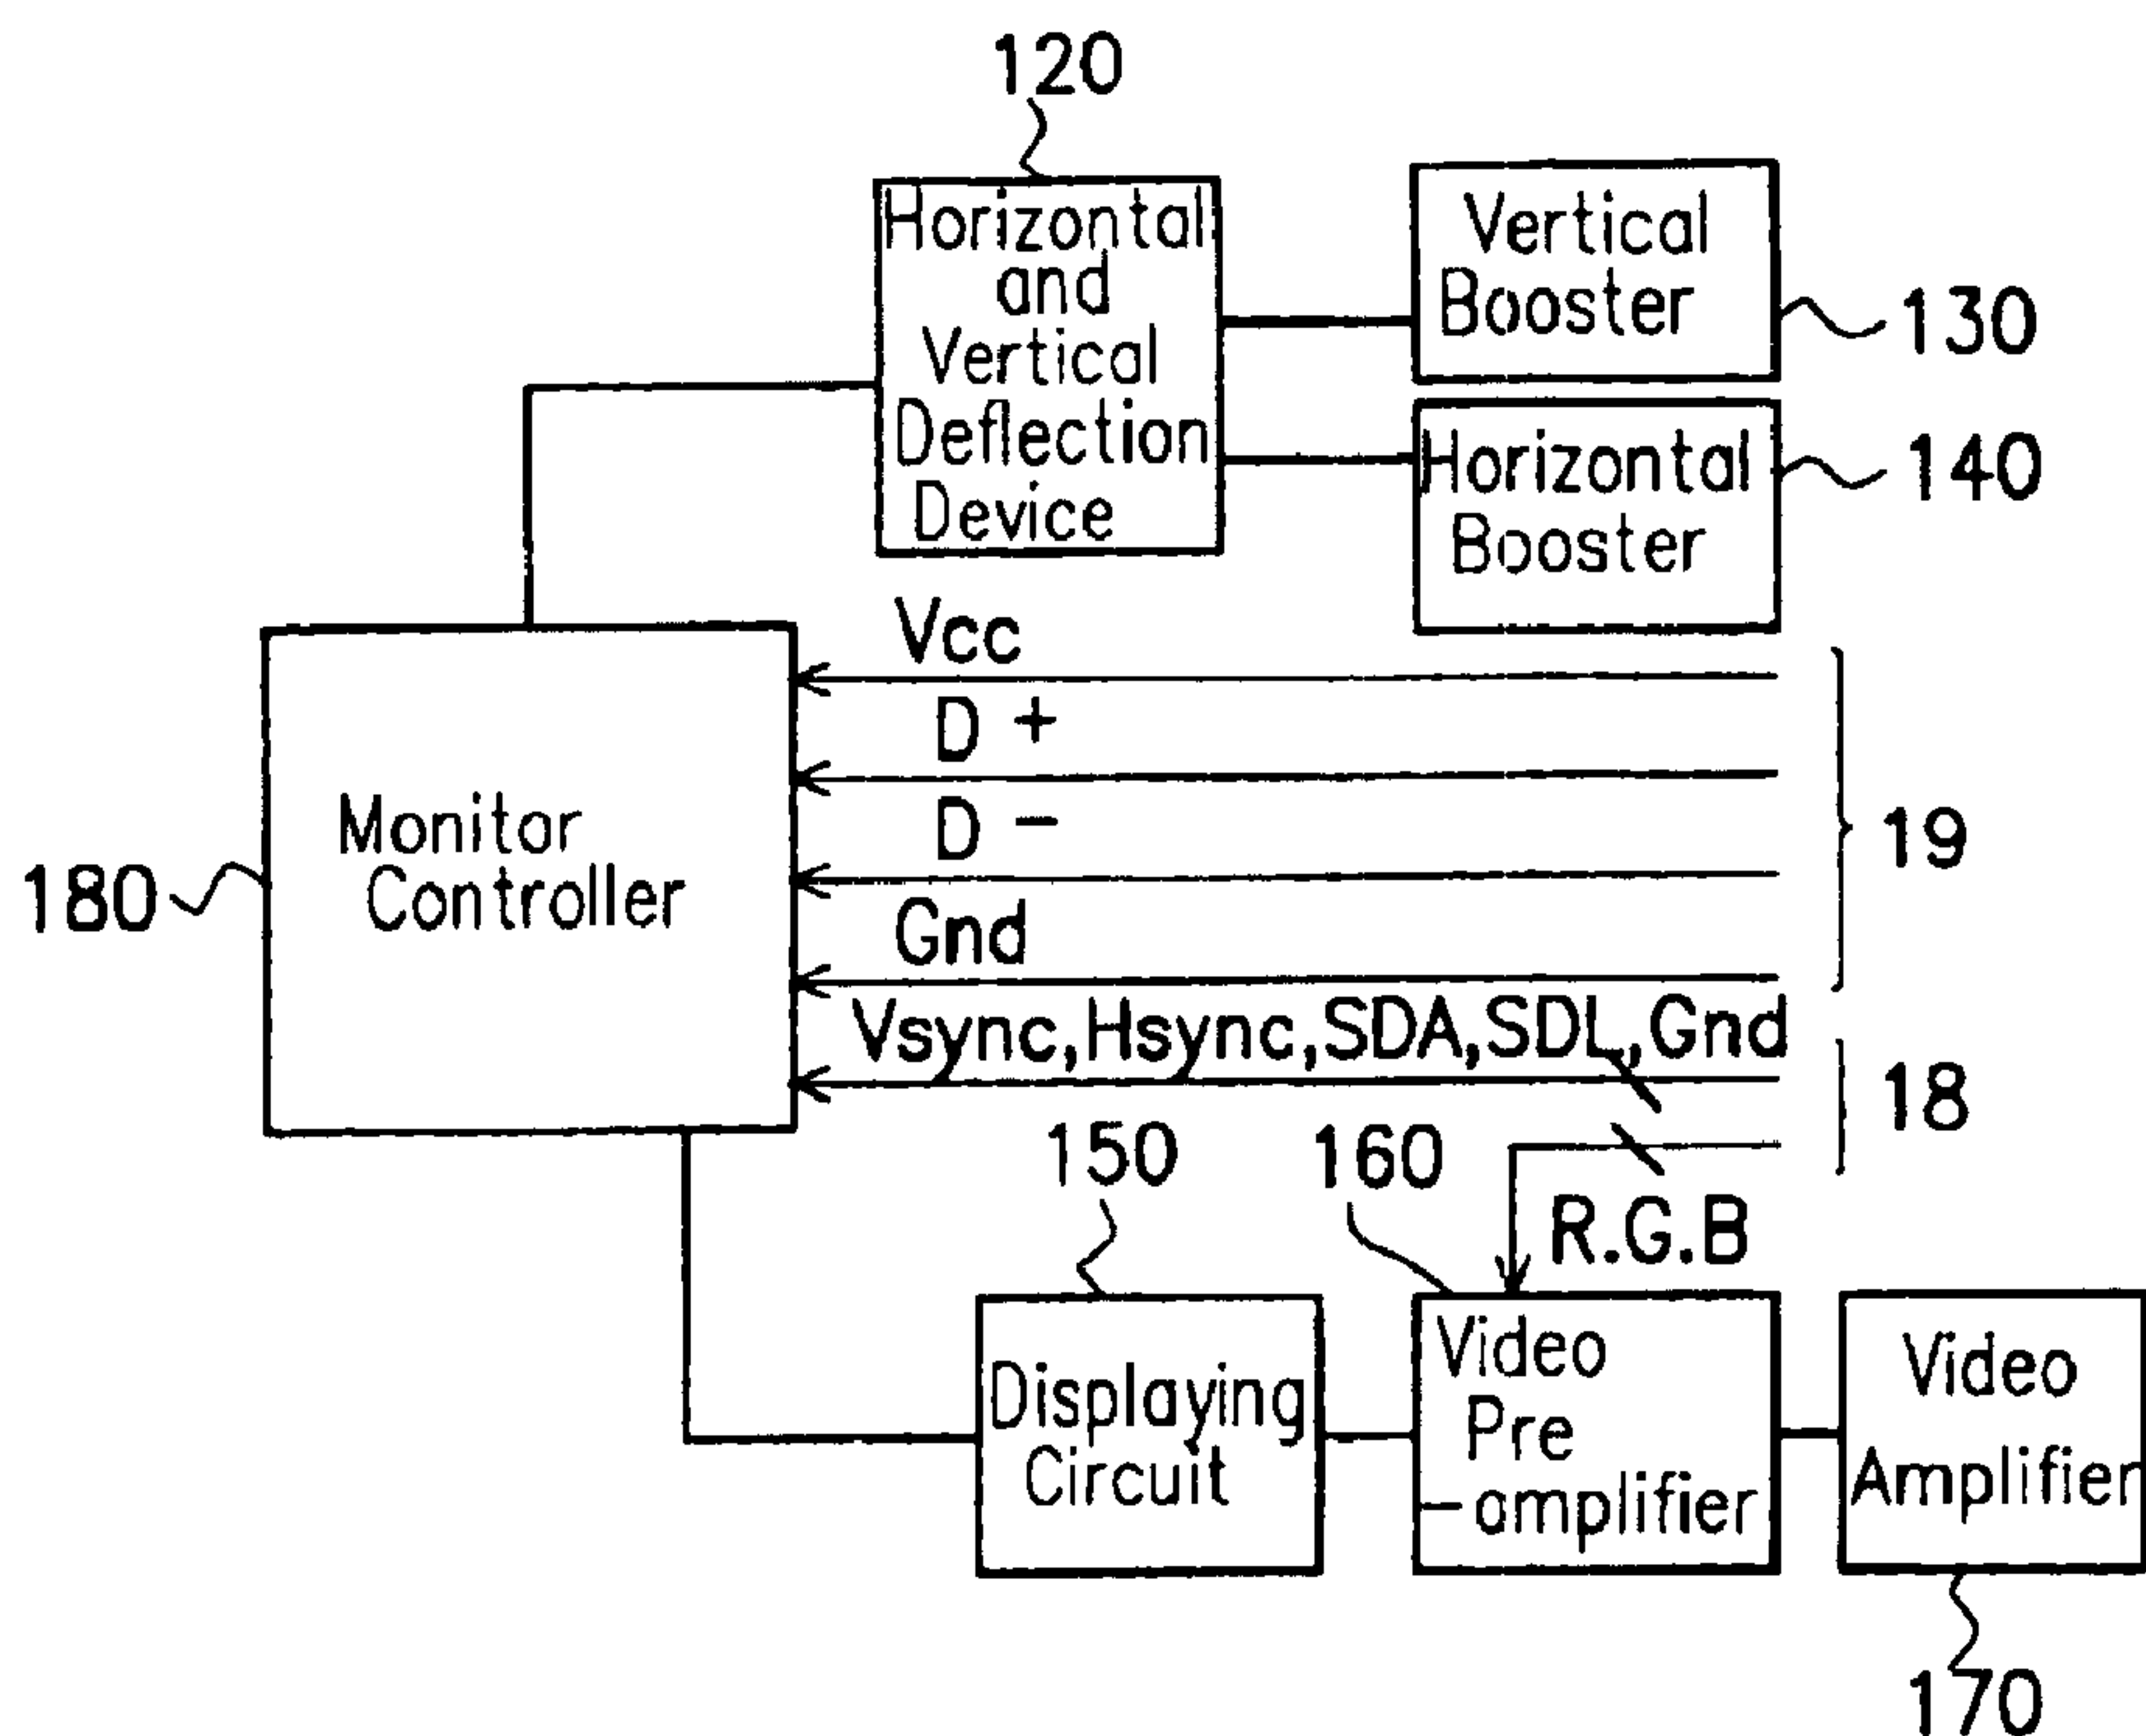 120
Horizontal
and
Vertical
Deflection
Device
Vertical
Booster
130
Horizontal
Booster
140
Vcc
D +
D -
Gnd
19
Monitor
Controller
180
Vsync,Hsync,SDA,SDL,Gnd
18
150
160
R.G.B
Displaying
Circuit
Video
Pre
-amplifier
Video
Amplifier
170